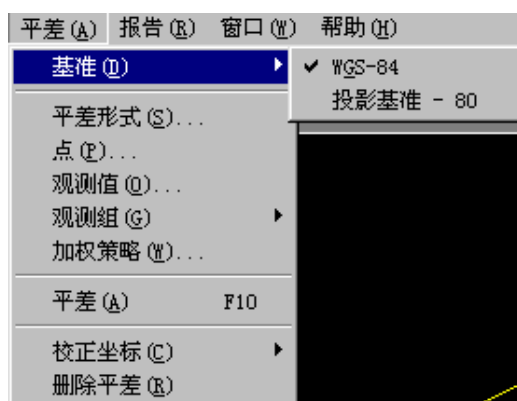 平差(A) 报告(R) 窗口(W) 帮助(H)
基准(D)
✓ WGS-84
投影基准 - 80
平差形式(S)...
点(P)...
观测值(O)...
观测组(G)
加权策略(W)...
平差(A) F10
校正坐标(C)
删除平差(R)